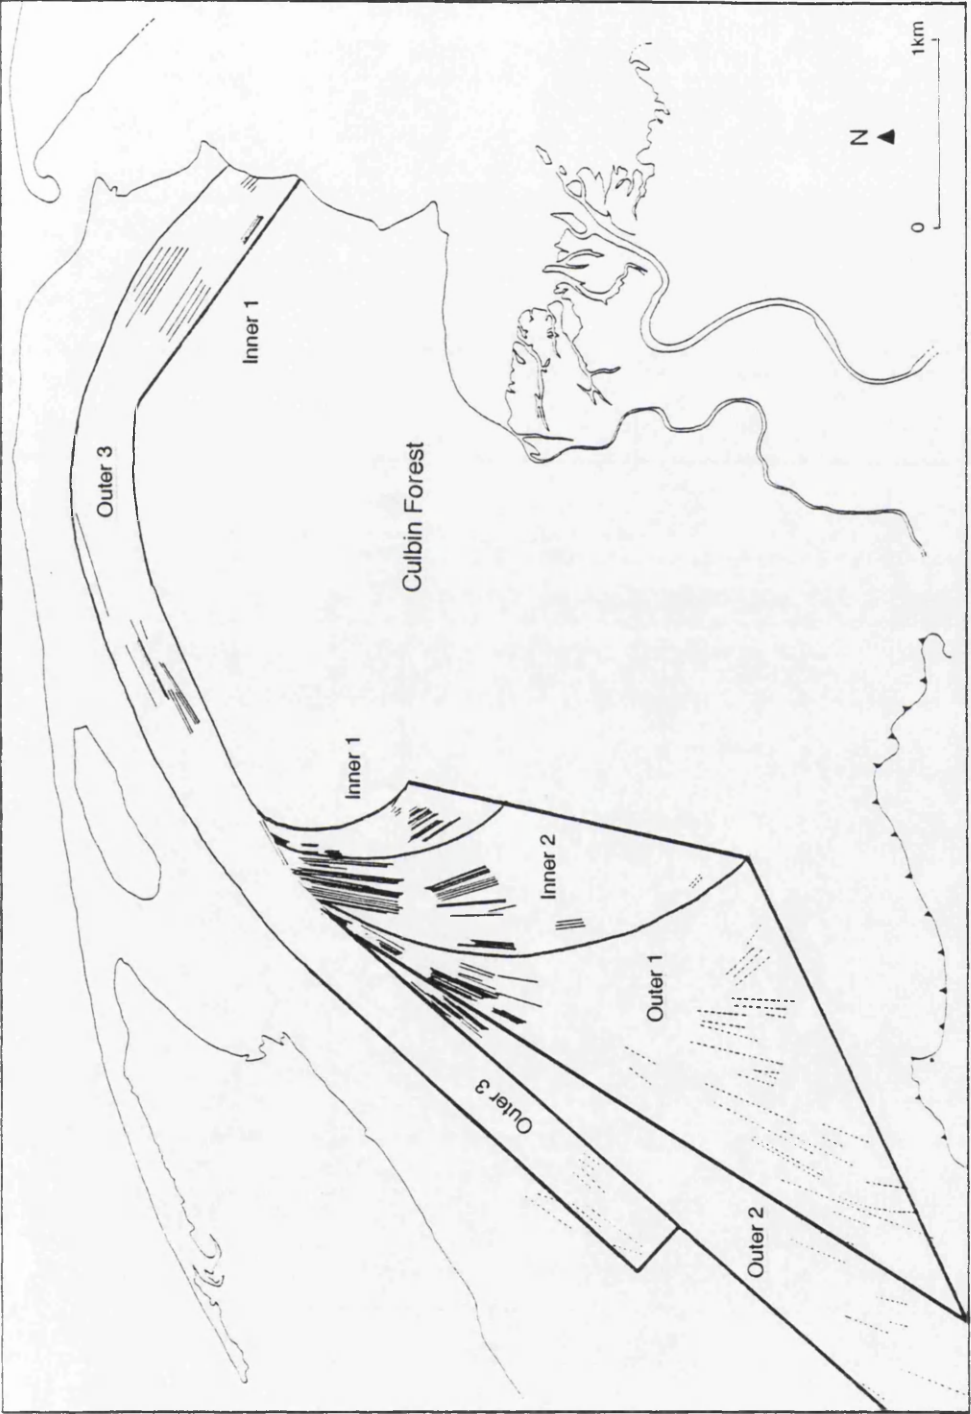 Outer 3
Inner 1
Culbin Forest
Inner 1
Inner 2
Outer 1
Outer 3
Outer 2
N
0
1km